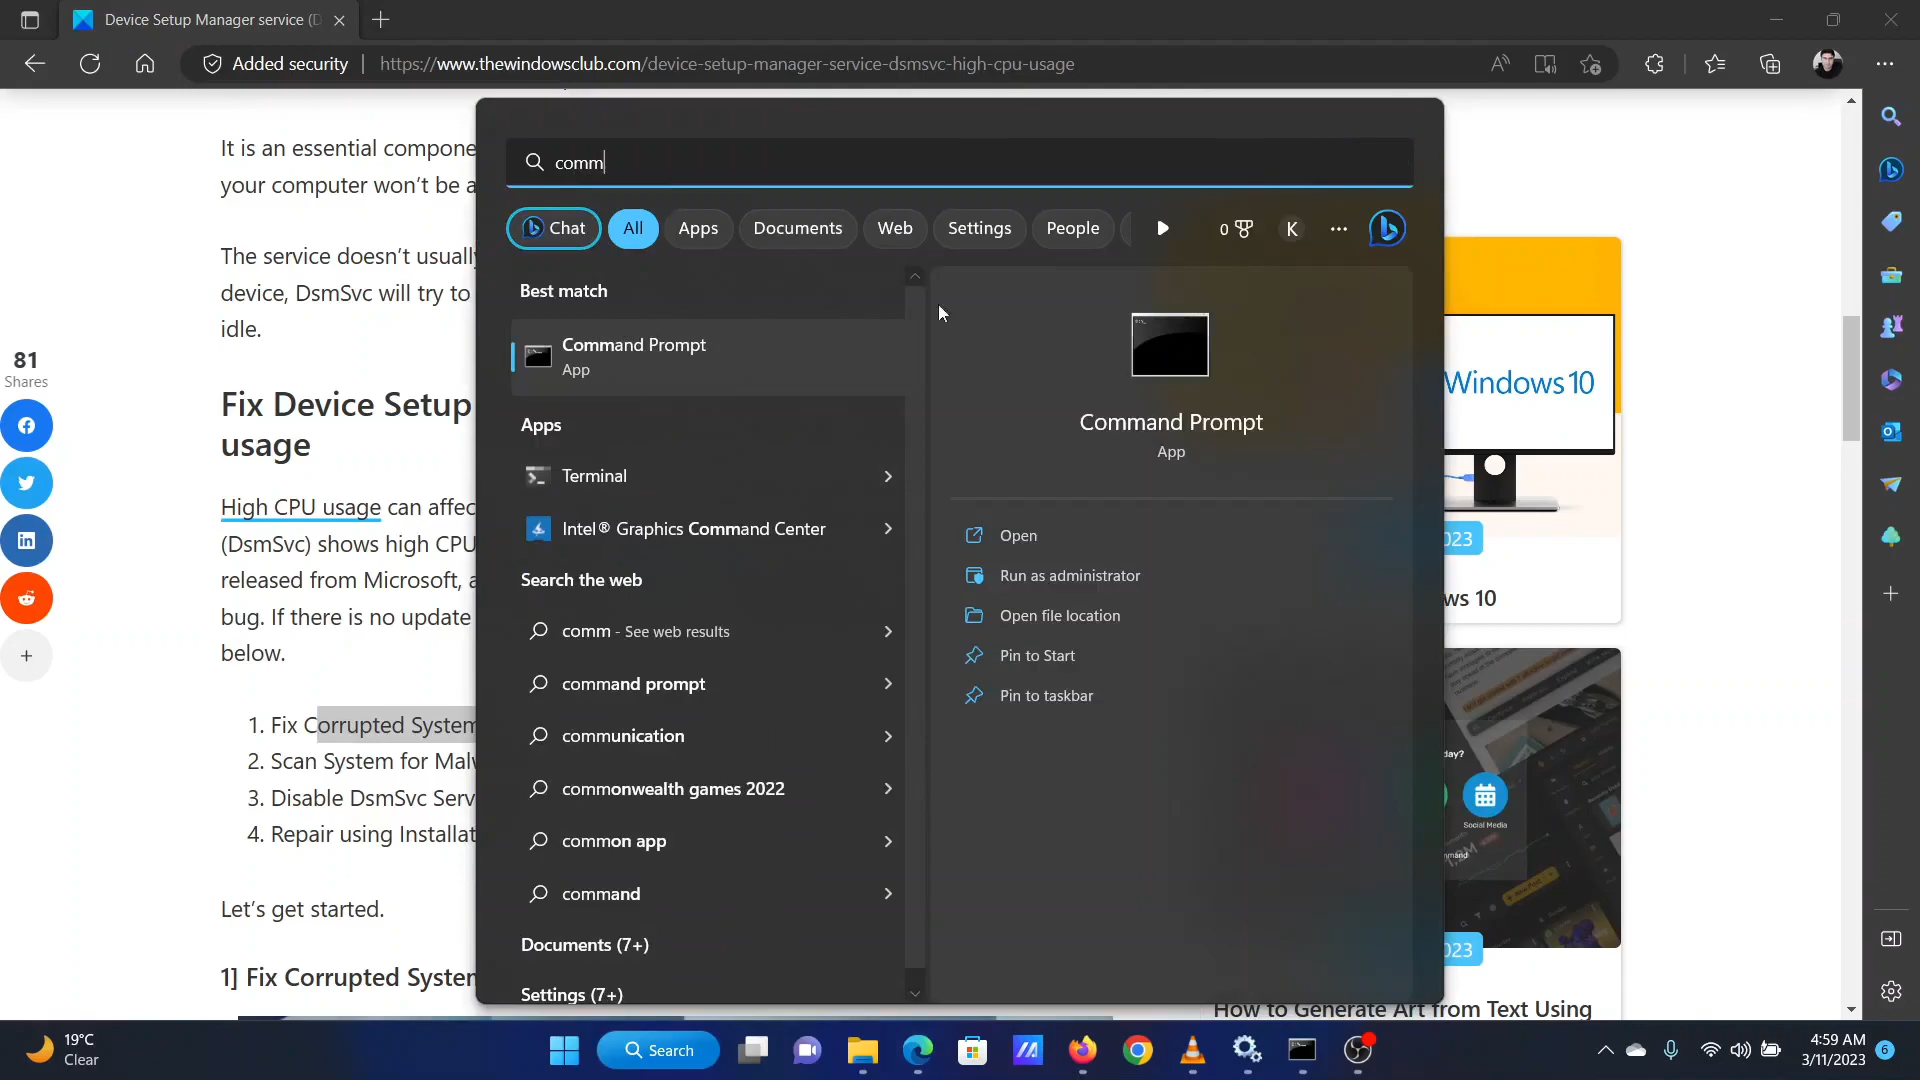 Device Setup Manager service (D
Added security
https://www.thewindowsclub.com/device-setup-manager-service-dsmsvc-high-cpu-usage
It is an essential compone
your computer won't be a
The service doesn't usually
device, DsmSvc will try to
idle.
81
Shares
Fix Device Setup
usage
High CPU usage can affec
(DsmSvc) shows high CPU
released from Microsoft, a
bug. If there is no update
below.
1. Fix Corrupted System
2. Scan System for Malw
3. Disable DsmSvc Serv
4. Repair using Installat
Let's get started.
1] Fix Corrupted System
comm
Chat
All
Apps
Documents
Web
Settings
People
0
K
Best match
Command Prompt
App
Apps
Terminal
Intel® Graphics Command Center
Search the web
comm - See web results
command prompt
communication
commonwealth games 2022
common app
command
Documents (7+)
Settings (7+)
Command Prompt
App
Open
Run as administrator
Open file location
Pin to Start
Pin to taskbar
Windows 10
023
ws 10
day?
Social Media
mmand
023
How to Generate Art from Text Using
19°C
Clear
Search
4:59 AM
3/11/2023
6